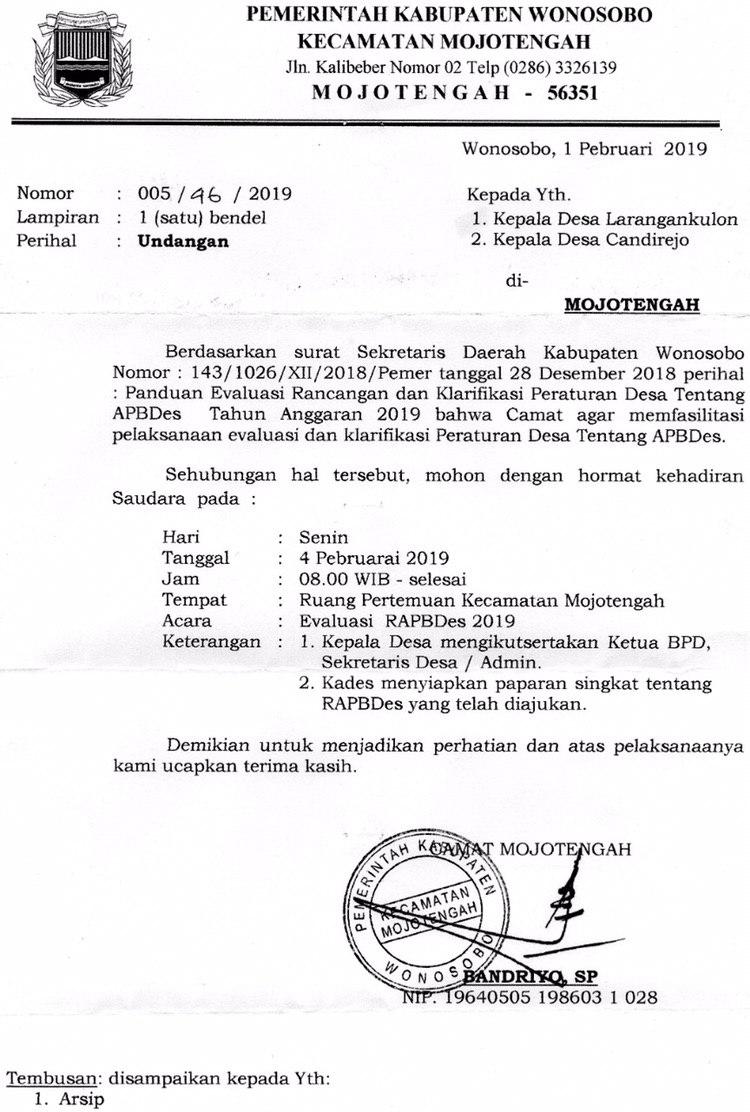 PEMERINTAH KABUPATEN WONOSOBO
KECAMATAN MOJOTENGAH
Jln. Kalibeber Nomor 02 Telp (0286) 3326139
M O J O T E N G A H - 56351
Wonosobo, 1 Pebruari 2019
Nomor : 005 / 46 / 2019
Lampiran : 1 (satu) bendel
Perihal : Undangan
Kepada Yth.
1. Kepala Desa Larangankulon
2. Kepala Desa Candirejo
di-
MOJOTENGAH
Berdasarkan surat Sekretaris Daerah Kabupaten Wonosobo
Nomor : 143/1026/XII/2018/Pemer tanggal 28 Desember 2018 perihal
: Panduan Evaluasi Rancangan dan Klarifikasi Peraturan Desa Tentang
APBDes Tahun Anggaran 2019 bahwa Camat agar memfasilitasi
pelaksanaan evaluasi dan klarifikasi Peraturan Desa Tentang APBDes.
Sehubungan hal tersebut, mohon dengan hormat kehadiran
Saudara pada :
Hari : Senin
Tanggal : 4 Pebruarai 2019
Jam : 08.00 WIB - selesai
Tempat : Ruang Pertemuan Kecamatan Mojotengah
Acara : Evaluasi RAPBDes 2019
Keterangan : 1. Kepala Desa mengikutsertakan Ketua BPD,
Sekretaris Desa / Admin.
2. Kades menyiapkan paparan singkat tentang
RAPBDes yang telah diajukan.
Demikian untuk menjadikan perhatian dan atas pelaksanaanya
kami ucapkan terima kasih.
CAMAT MOJOTENGAH
PEMERINTAH KABUPATEN
KECAMATAN
MOJOTENGAH
WONOSOBO
BANDRIYO, SP
NIP. 19640505 198603 1 028
Tembusan: disampaikan kepada Yth:
1. Arsip